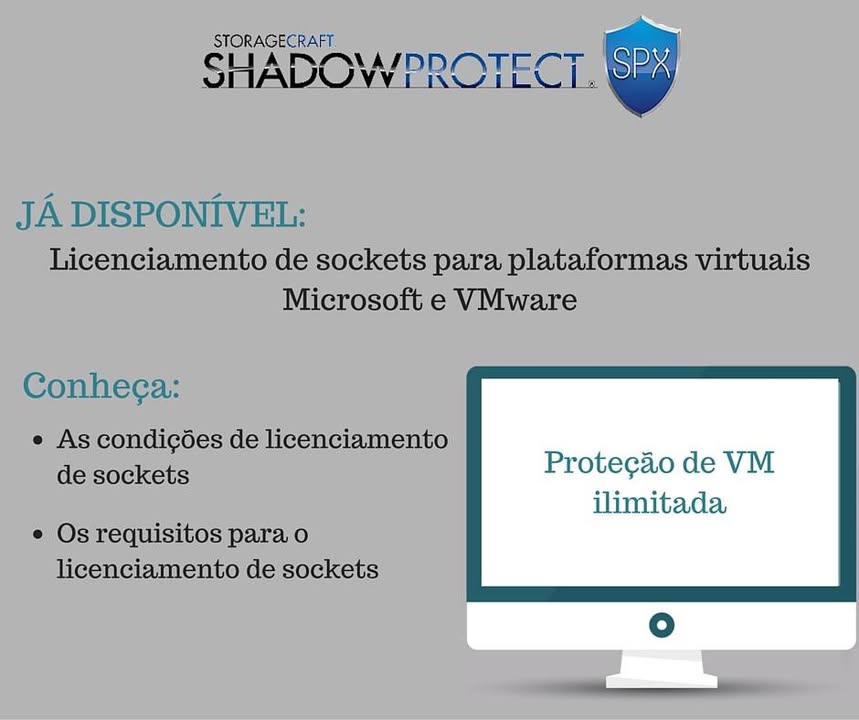 STORAGECRAFT
SHADOWPROTECT®
SPX
JÁ DISPONÍVEL:
Licenciamento de sockets para plataformas virtuais
Microsoft e VMware
Conheça:
• As condições de licenciamento
de sockets
• Os requisitos para o
licenciamento de sockets
Proteção de VM
ilimitada